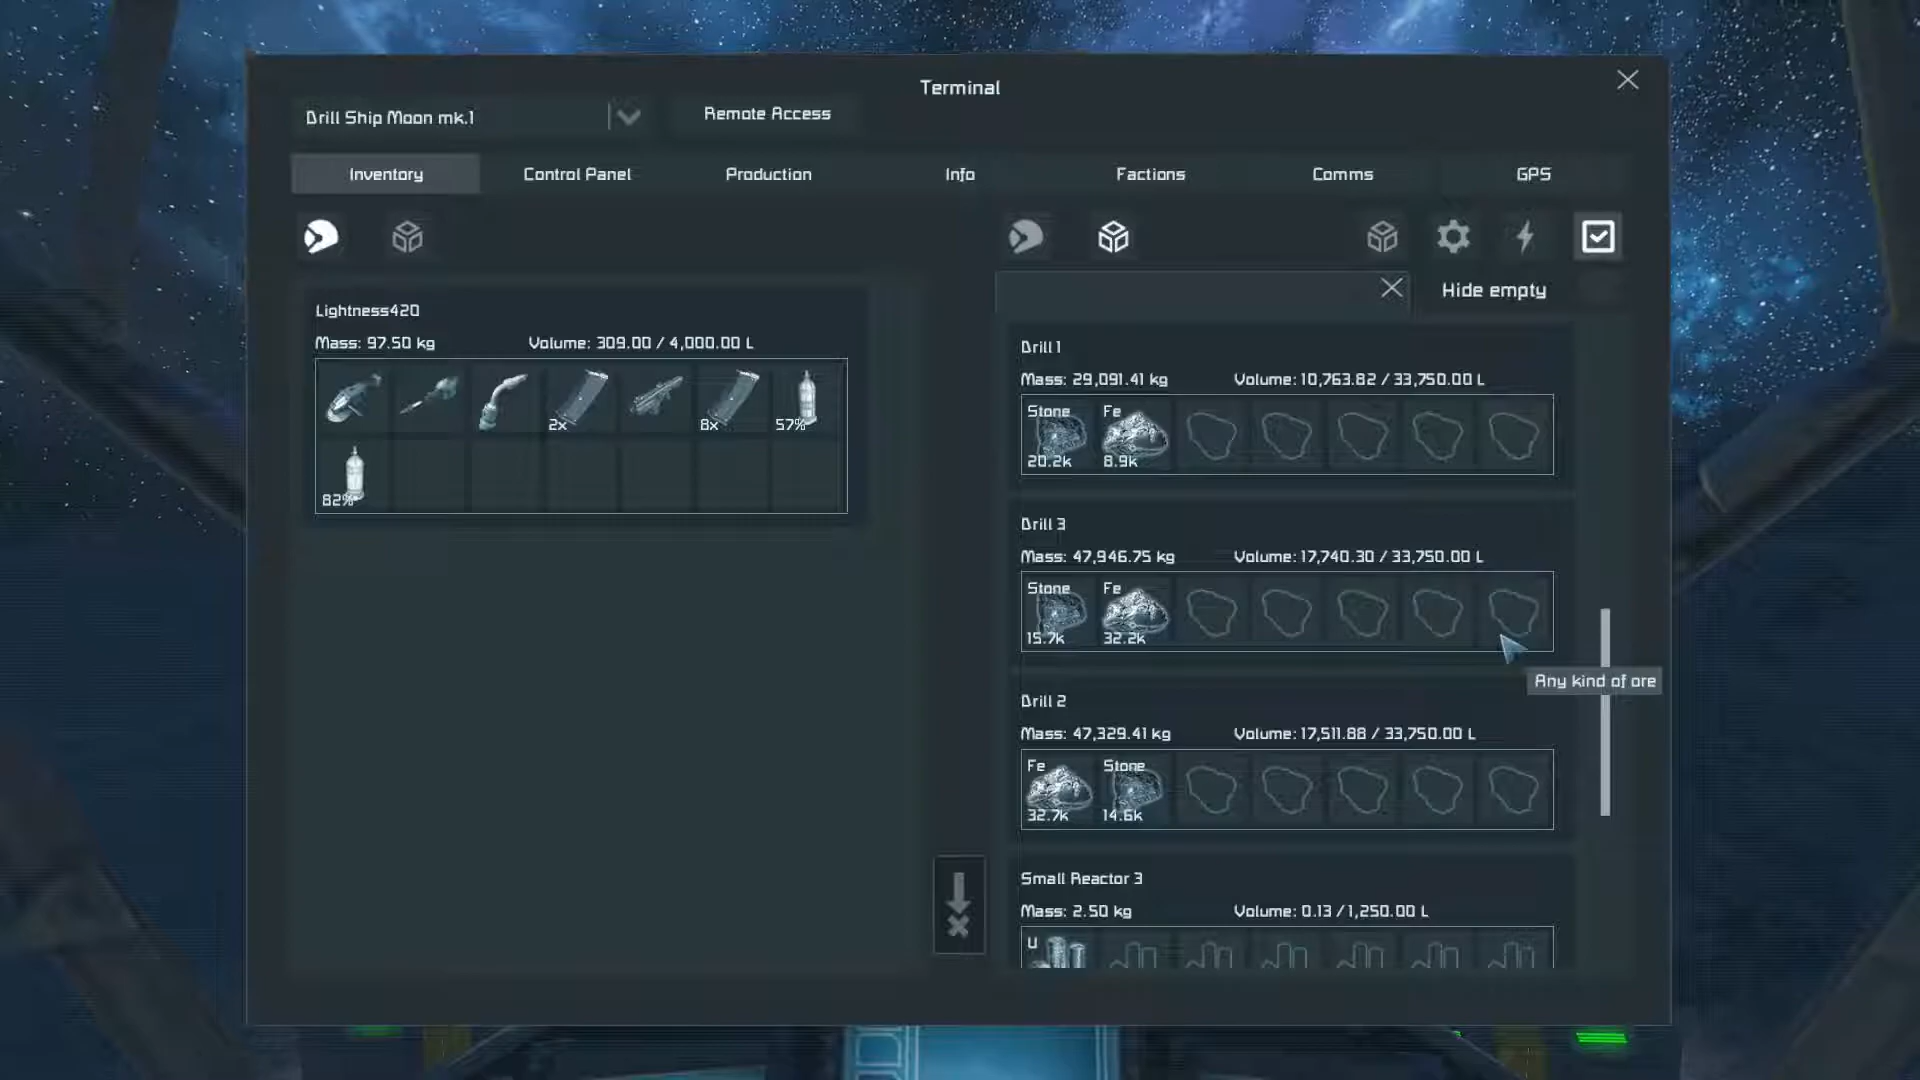 Terminal
Drill Ship Moon mk.1
Remote Access
Inventory
Control Panel
Production
Info
Factions
Comms
GPS
Hide empty
Lightness420
Mass: 97.50 kg
Volume: 309.00 / 4,000.00 L
2x
8x
57%
82%
Drill 1
Mass: 29,091.41 kg
Volume: 10,763.82 / 33,750.00 L
Stone
Fe
20.2k
8.9k
Drill 3
Mass: 47,946.75 kg
Volume: 17,740.30 / 33,750.00 L
Stone
Fe
15.7k
32.2k
Any kind of ore
Drill 2
Mass: 47,329.41 kg
Volume: 17,511.88 / 33,750.00 L
Fe
Stone
32.7k
14.6k
Small Reactor 3
Mass: 2.50 kg
Volume: 0.13 / 1,250.00 L
U